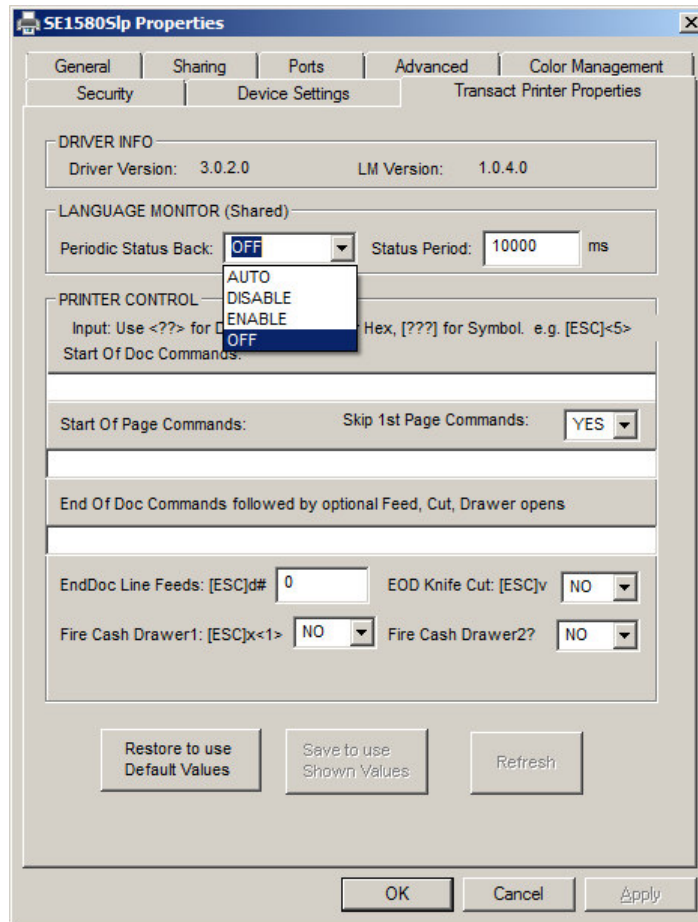 SE1580Slp Properties
General Sharing Ports Advanced Color Management
Security Device Settings Transact Printer Properties
DRIVER INFO
Driver Version: 3.0.2.0 LM Version: 1.0.4.0
LANGUAGE MONITOR (Shared)
Periodic Status Back: OFF Status Period: 10000 ms
AUTO
DISABLE
ENABLE
OFF
PRINTER CONTROL
Input: Use <??> for Hex, [???] for Symbol. e.g. [ESC]<5>
Start Of Doc Commands:
Start Of Page Commands: Skip 1st Page Commands: YES
End Of Doc Commands followed by optional Feed, Cut, Drawer opens
EndDoc Line Feeds: [ESC]d# 0 EOD Knife Cut: [ESC]v NO
Fire Cash Drawer1: [ESC]x<1> NO Fire Cash Drawer2? NO
Restore to use
Default Values
Save to use
Shown Values
Refresh
OK Cancel Apply